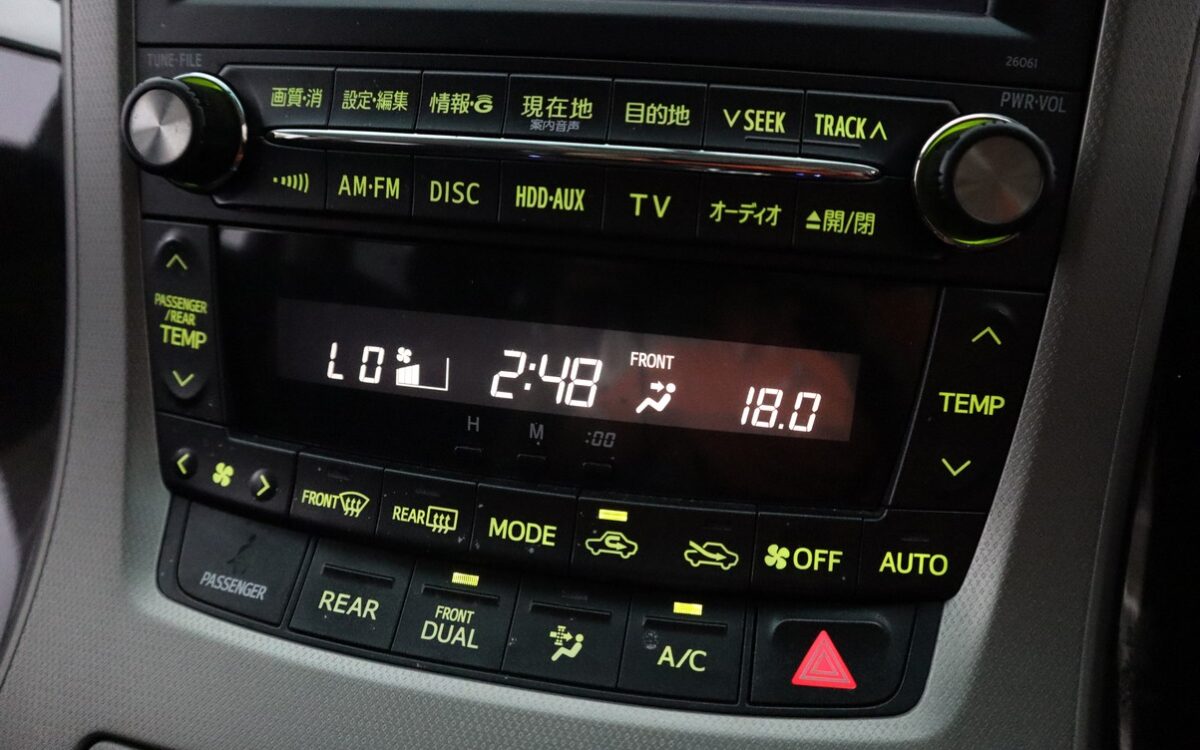 TUNE·FILE
26061
PWR·VOL
画質·消
設定·編集
情報·G
現在地
案内音声
目的地
∨ SEEK
TRACK ∧
AM·FM
DISC
HDD·AUX
TV
オーディオ
開/閉
PASSENGER
/REAR
TEMP
LO
2:48
FRONT
18.0
TEMP
H
M
:00
FRONT
REAR
MODE
OFF
AUTO
PASSENGER
REAR
FRONT
DUAL
A/C